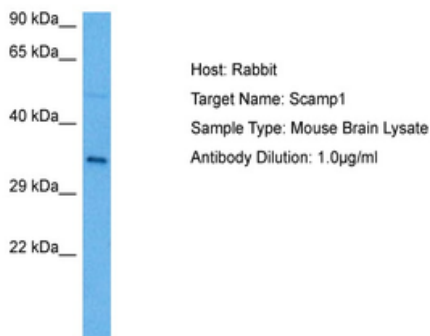 90 kDa__
65 kDa__
Host: Rabbit
Target Name: Scamp1
40 kDa__
Sample Type: Mouse Brain Lysate
Antibody Dilution: 1.0µg/ml
29 kDa__
22 kDa__